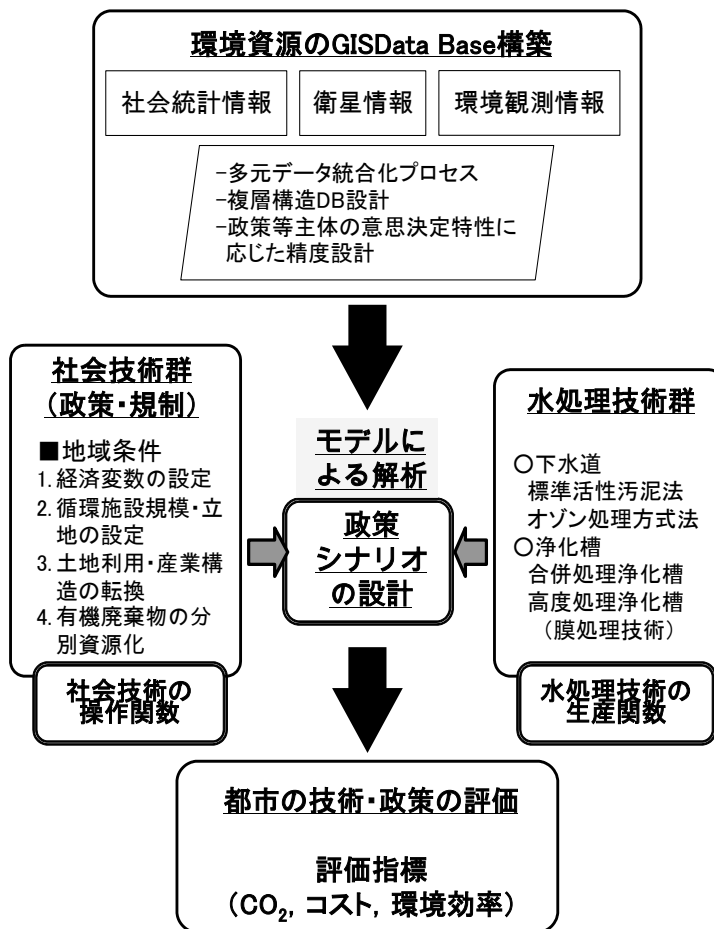 環境資源のGISData Base構築
社会統計情報
衛星情報
環境観測情報
-多元データ統合化プロセス
-複層構造DB設計
-政策等主体の意思決定特性に
応じた精度設計
社会技術群
(政策・規制)
■地域条件
1. 経済変数の設定
2. 循環施設規模・立
地の設定
3. 土地利用・産業構
造の転換
4. 有機廃棄物の分
別資源化
社会技術の
操作関数
モデルに
よる解析
政策
シナリオ
の設計
水処理技術群
○下水道
標準活性汚泥法
オゾン処理方式法
○浄化槽
合併処理浄化槽
高度処理浄化槽
(膜処理技術)
水処理技術の
生産関数
都市の技術・政策の評価
評価指標
(CO₂, コスト, 環境効率)